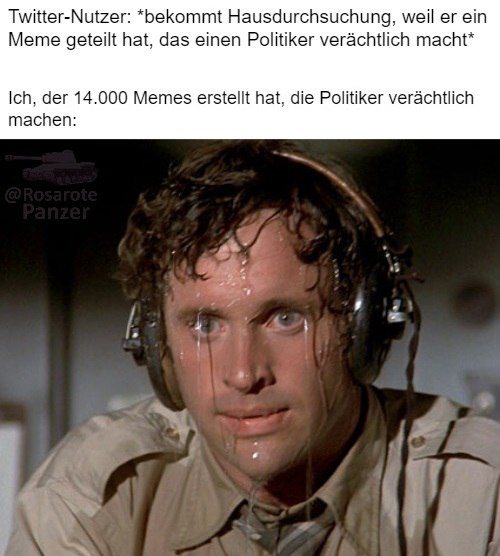 Twitter-Nutzer: *bekommt Hausdurchsuchung, weil er ein
Meme geteilt hat, das einen Politiker verächtlich macht*
Ich, der 14.000 Memes erstellt hat, die Politiker verächtlich
machen:
@Rosarote
Panzer